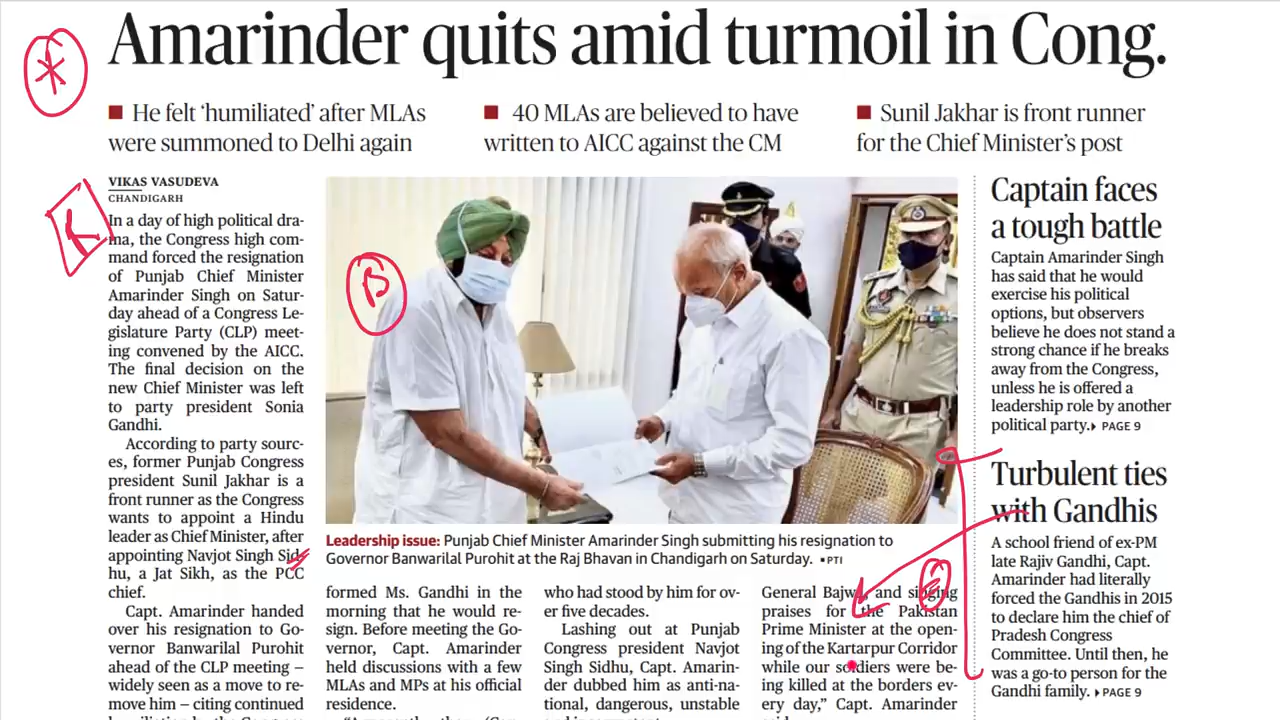 Amarinder quits amid turmoil in Cong.
■ He felt ‘humiliated’ after MLAs
were summoned to Delhi again
■ 40 MLAs are believed to have
written to AICC against the CM
■ Sunil Jakhar is front runner
for the Chief Minister’s post
VIKAS VASUDEVA
CHANDIGARH
In a day of high political dra-
ma, the Congress high com-
mand forced the resignation
of Punjab Chief Minister
Amarinder Singh on Satur-
day ahead of a Congress Le-
gislature Party (CLP) meet-
ing convened by the AICC.
The final decision on the
new Chief Minister was left
to party president Sonia
Gandhi.
According to party sourc-
es, former Punjab Congress
president Sunil Jakhar is a
front runner as the Congress
wants to appoint a Hindu
leader as Chief Minister, after
appointing Navjot Singh Sid-
hu, a Jat Sikh, as the PCC
chief.
Capt. Amarinder handed
over his resignation to Go-
vernor Banwarilal Purohit
ahead of the CLP meeting –
widely seen as a move to re-
move him – citing continued
K
B
Leadership issue: Punjab Chief Minister Amarinder Singh submitting his resignation to
Governor Banwarilal Purohit at the Raj Bhavan in Chandigarh on Saturday. ▪ PTI
formed Ms. Gandhi in the
morning that he would re-
sign. Before meeting the Go-
vernor, Capt. Amarinder
held discussions with a few
MLAs and MPs at his official
residence.
who had stood by him for ov-
er five decades.
Lashing out at Punjab
Congress president Navjot
Singh Sidhu, Capt. Amarin-
der dubbed him as anti-na-
tional, dangerous, unstable
General Bajwa, and singing
praises for the Pakistan
Prime Minister at the open-
ing of the Kartarpur Corridor
while our soldiers were be-
ing killed at the borders ev-
ery day,” Capt. Amarinder
Captain faces
a tough battle
Captain Amarinder Singh
has said that he would
exercise his political
options, but observers
believe he does not stand a
strong chance if he breaks
away from the Congress,
unless he is offered a
leadership role by another
political party. ▸ PAGE 9
Turbulent ties
with Gandhis
A school friend of ex-PM
late Rajiv Gandhi, Capt.
Amarinder had literally
forced the Gandhis in 2015
to declare him the chief of
Pradesh Congress
Committee. Until then, he
was a go-to person for the
Gandhi family. ▸ PAGE 9